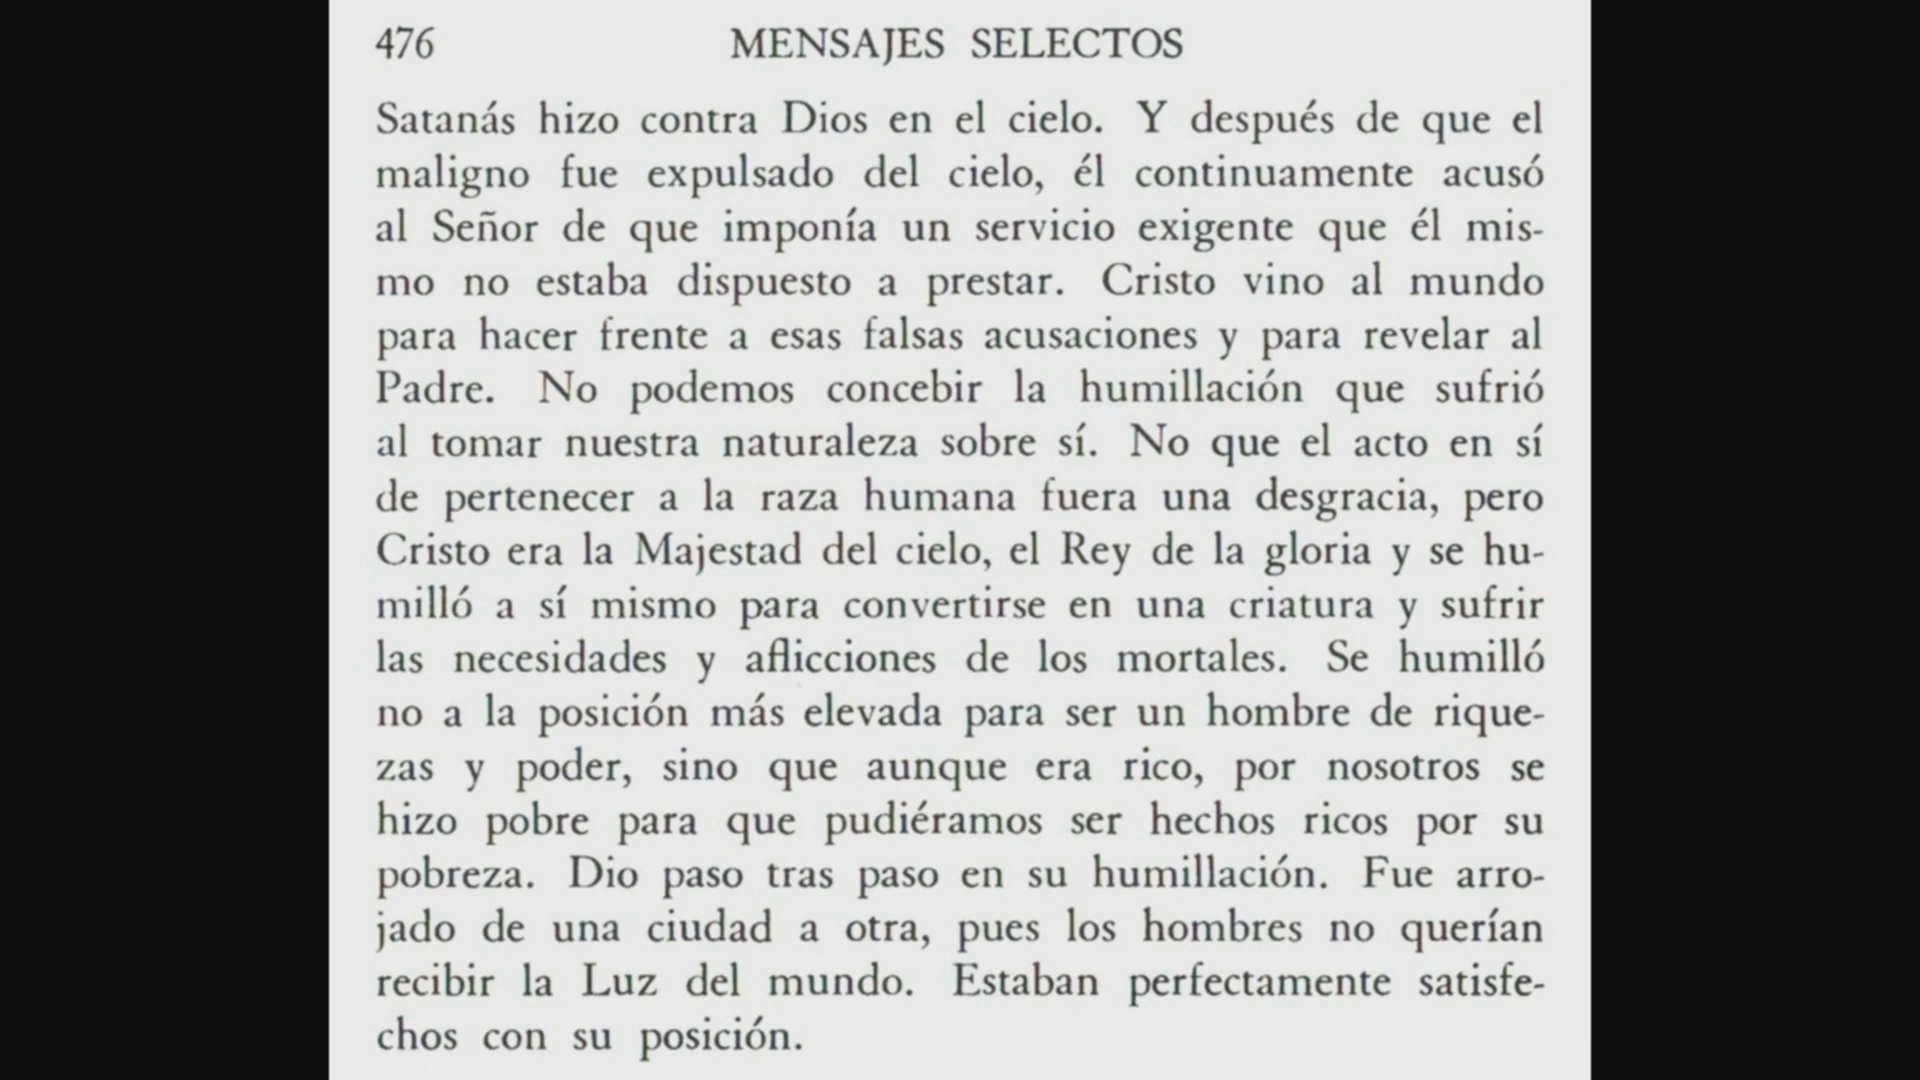 476 MENSAJES SELECTOS
Satanás hizo contra Dios en el cielo. Y después de que el
maligno fue expulsado del cielo, él continuamente acusó
al Señor de que imponía un servicio exigente que él mis-
mo no estaba dispuesto a prestar. Cristo vino al mundo
para hacer frente a esas falsas acusaciones y para revelar al
Padre. No podemos concebir la humillación que sufrió
al tomar nuestra naturaleza sobre sí. No que el acto en sí
de pertenecer a la raza humana fuera una desgracia, pero
Cristo era la Majestad del cielo, el Rey de la gloria y se hu-
milló a sí mismo para convertirse en una criatura y sufrir
las necesidades y aflicciones de los mortales. Se humilló
no a la posición más elevada para ser un hombre de rique-
zas y poder, sino que aunque era rico, por nosotros se
hizo pobre para que pudiéramos ser hechos ricos por su
pobreza. Dio paso tras paso en su humillación. Fue arro-
jado de una ciudad a otra, pues los hombres no querían
recibir la Luz del mundo. Estaban perfectamente satisfe-
chos con su posición.